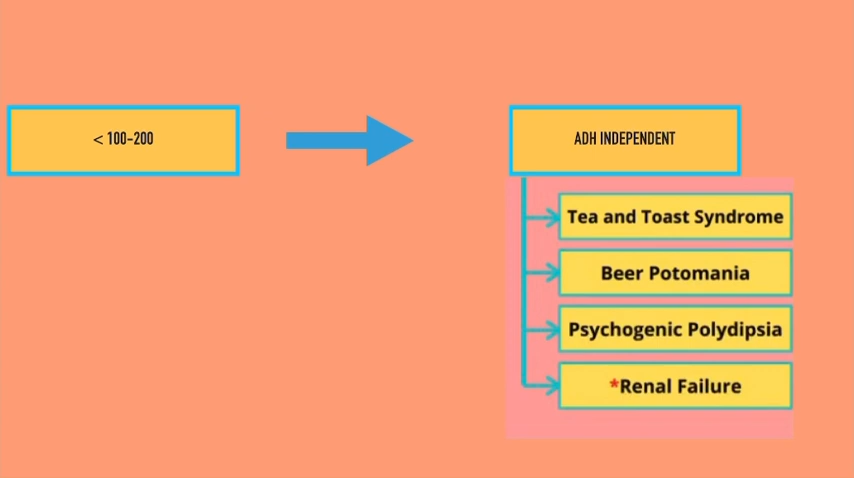 < 100-200
ADH INDEPENDENT
Tea and Toast Syndrome
Beer Potomania
Psychogenic Polydipsia
*Renal Failure